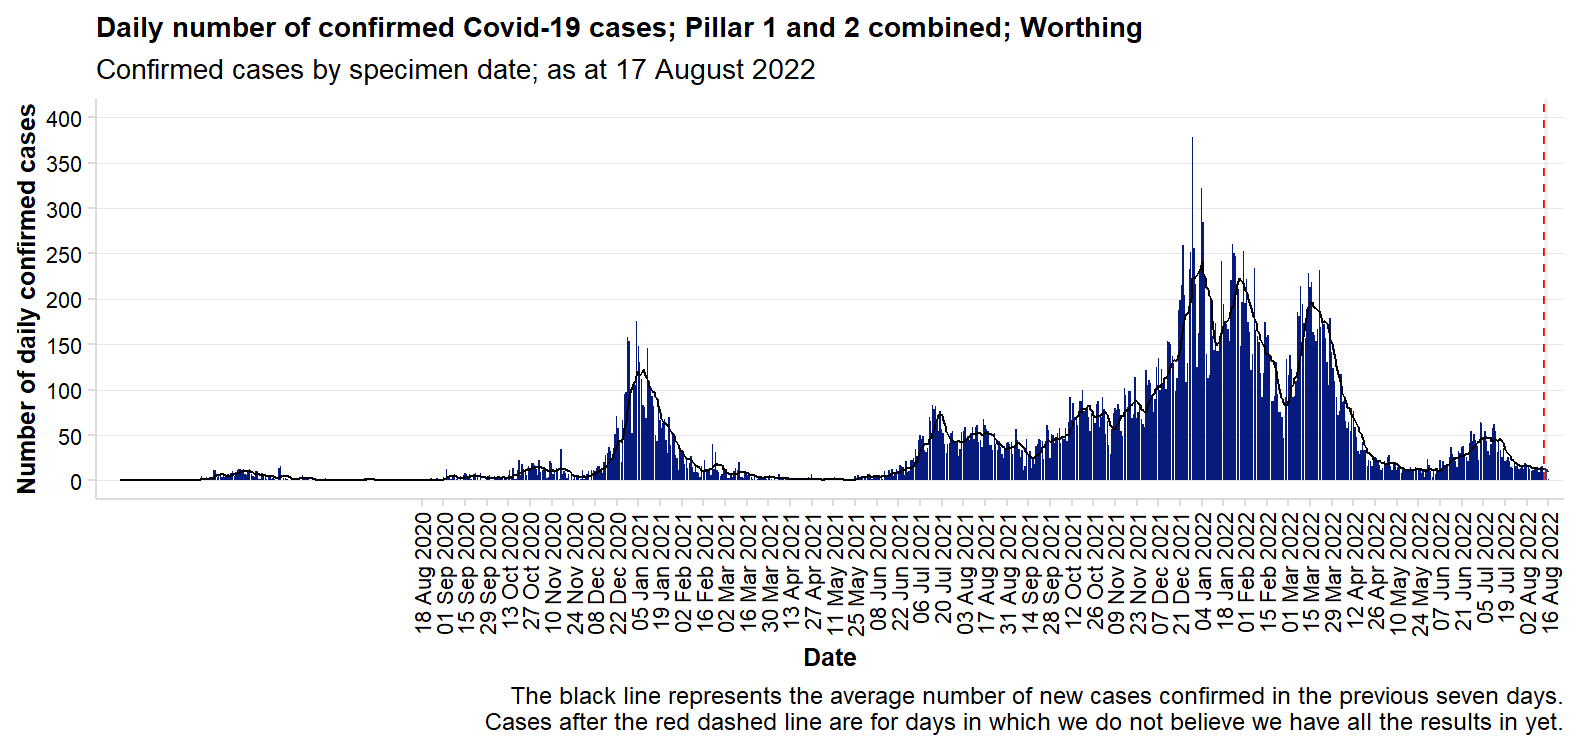 Daily number of confirmed Covid-19 cases; Pillar 1 and 2 combined; Worthing
Confirmed cases by specimen date; as at 17 August 2022
Number of daily confirmed cases
400
350
300
250
200
150
100
50
0
18 Aug 2020
01 Sep 2020
15 Sep 2020
29 Sep 2020
13 Oct 2020
27 Oct 2020
10 Nov 2020
24 Nov 2020
08 Dec 2020
22 Dec 2020
05 Jan 2021
19 Jan 2021
02 Feb 2021
16 Feb 2021
02 Mar 2021
16 Mar 2021
30 Mar 2021
13 Apr 2021
27 Apr 2021
11 May 2021
25 May 2021
08 Jun 2021
22 Jun 2021
06 Jul 2021
20 Jul 2021
03 Aug 2021
17 Aug 2021
31 Aug 2021
14 Sep 2021
28 Sep 2021
12 Oct 2021
26 Oct 2021
09 Nov 2021
23 Nov 2021
07 Dec 2021
21 Dec 2021
04 Jan 2022
18 Jan 2022
01 Feb 2022
15 Feb 2022
01 Mar 2022
15 Mar 2022
29 Mar 2022
12 Apr 2022
26 Apr 2022
10 May 2022
24 May 2022
07 Jun 2022
21 Jun 2022
05 Jul 2022
19 Jul 2022
02 Aug 2022
16 Aug 2022
Date
The black line represents the average number of new cases confirmed in the previous seven days.
Cases after the red dashed line are for days in which we do not believe we have all the results in yet.